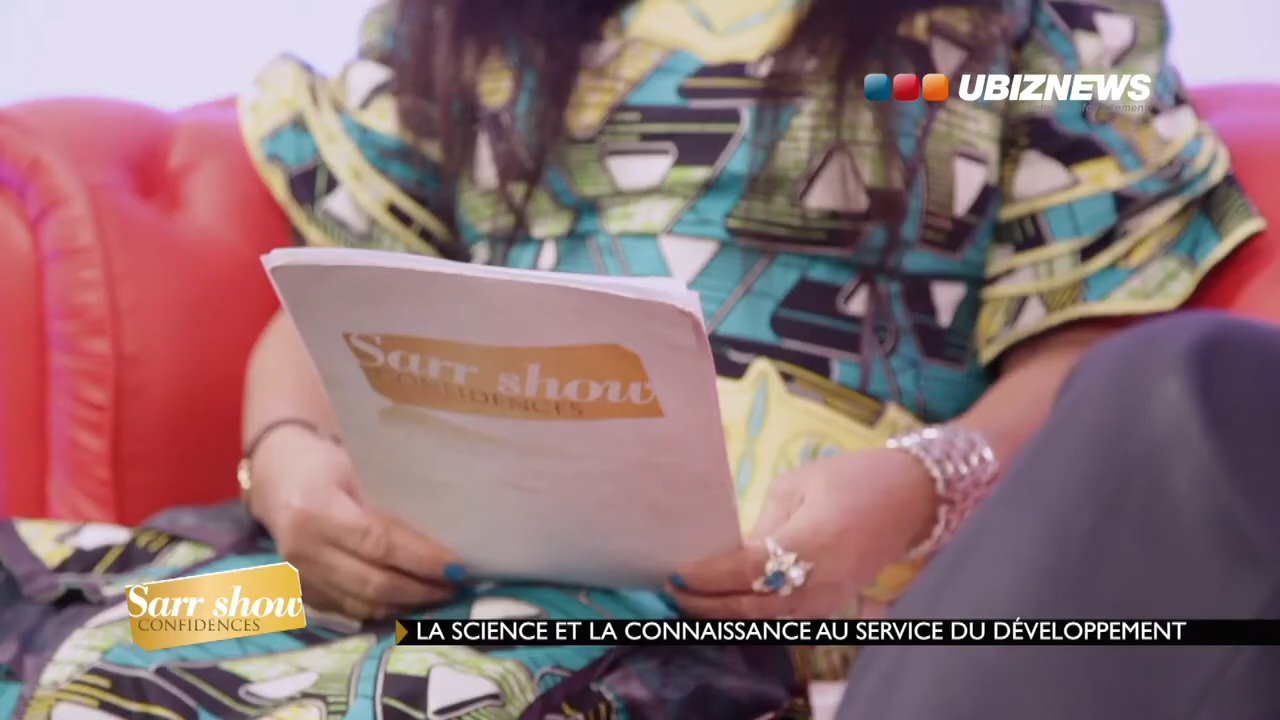 UBIZNEWS
Sarr show
CONFIDENCES
Sarr show
CONFIDENCES
LA SCIENCE ET LA CONNAISSANCE AU SERVICE DU DÉVELOPPEMENT